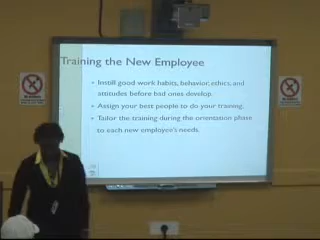 Training the New Employee
Instill good work habits, behavior, ethics, and
attitudes before bad ones develop.
Assign your best people to do your training.
Tailor the training during the orientation phase
to each new employee's needs.